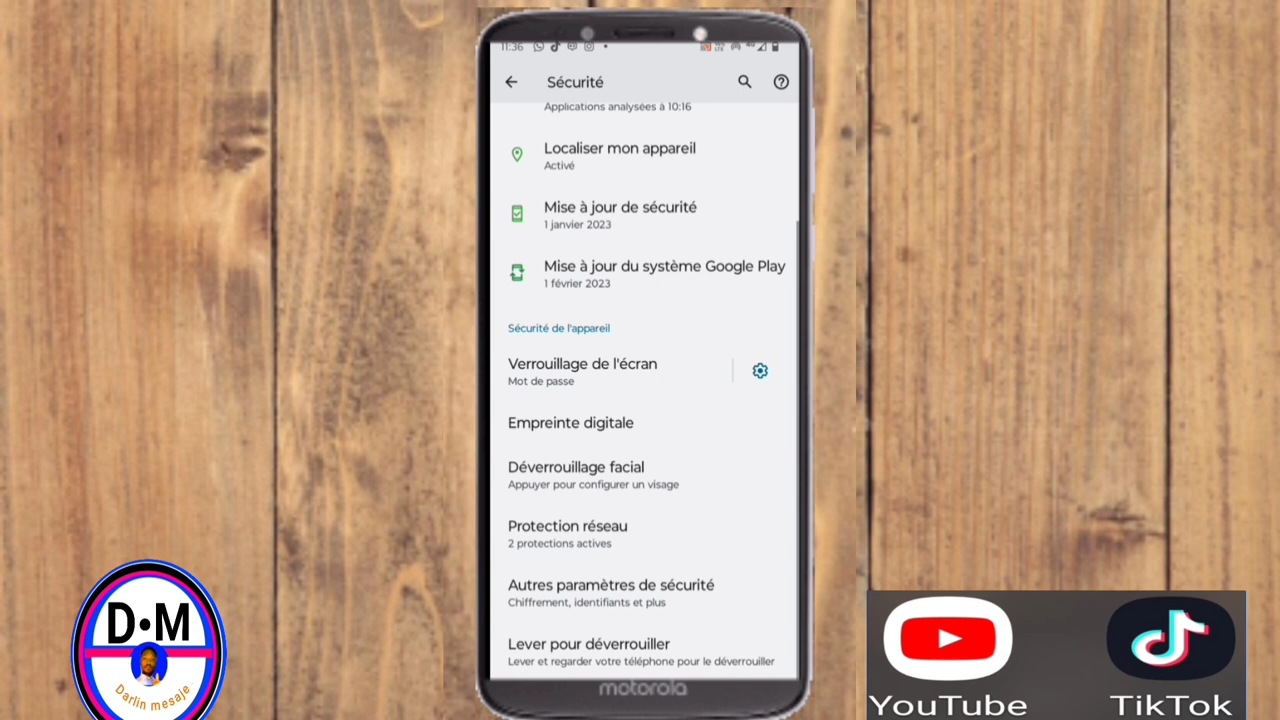 11:36
Sécurité
Applications analysées à 10:16
Localiser mon appareil
Activé
Mise à jour de sécurité
1 janvier 2023
Mise à jour du système Google Play
1 février 2023
Sécurité de l'appareil
Verrouillage de l'écran
Mot de passe
Empreinte digitale
Déverrouillage facial
Appuyer pour configurer un visage
Protection réseau
2 protections actives
Autres paramètres de sécurité
Chiffrement, identifiants et plus
Lever pour déverrouiller
Lever et regarder votre téléphone pour le déverrouiller
motorola
D•M
Darlin mesaje
YouTube
TikTok